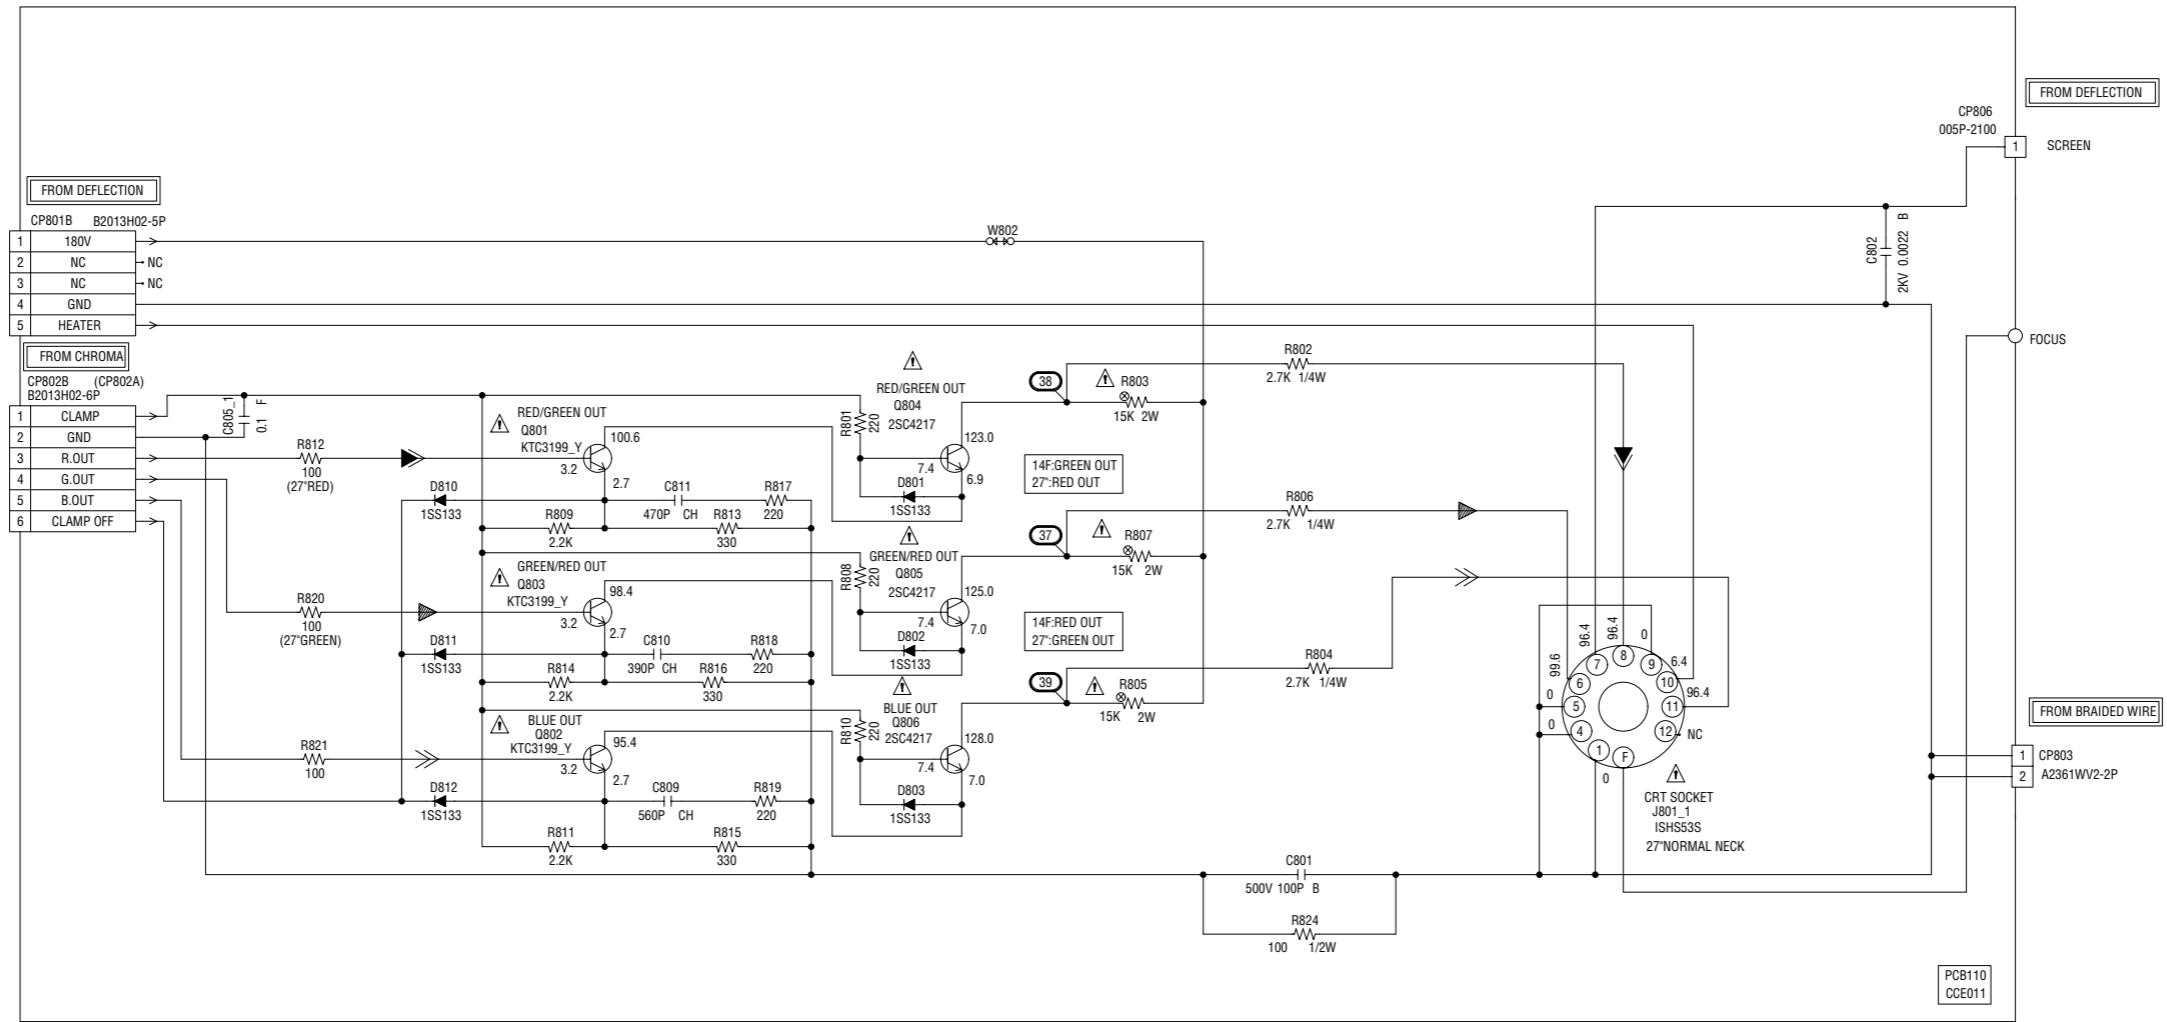 FROM DEFLECTION
CP806
005P-2100
1
SCREEN
FROM DEFLECTION
CP801B B2013H02-5P
1 180V
2 NC NC
3 NC NC
4 GND
5 HEATER
W802
C802
2KV 0.0022 B
FOCUS
FROM CHROMA
CP802B (CP802A)
B2013H02-6P
1 CLAMP
2 GND
3 R.OUT
4 G.OUT
5 B.OUT
6 CLAMP OFF
C805_1
0.1 F
R812
100
(27"RED)
RED/GREEN OUT
Q801
KTC3199_Y
100.6
3.2
2.7
D810
1SS133
C811
470P CH
R817
220
R809
2.2K
R813
330
RED/GREEN OUT
Q804
2SC4217
R801
220
123.0
7.4
6.9
D801
1SS133
38
R803
15K 2W
R802
2.7K 1/4W
14F:GREEN OUT
27":RED OUT
R820
100
(27"GREEN)
GREEN/RED OUT
Q803
KTC3199_Y
98.4
3.2
2.7
D811
1SS133
C810
390P CH
R818
220
R814
2.2K
R816
330
GREEN/RED OUT
Q805
2SC4217
R808
220
125.0
7.4
7.0
D802
1SS133
37
R807
15K 2W
R806
2.7K 1/4W
14F:RED OUT
27":GREEN OUT
R821
100
BLUE OUT
Q802
KTC3199_Y
95.4
3.2
2.7
D812
1SS133
C809
560P CH
R819
220
R811
2.2K
R815
330
BLUE OUT
Q806
2SC4217
R810
220
128.0
7.4
7.0
D803
1SS133
39
R805
15K 2W
R804
2.7K 1/4W
99.6
96.4
96.4
0
6.4
96.4
0
0
0
7
8
9
6
10
5
11
4
12
NC
1
F
CRT SOCKET
J801_1
ISHS53S
27"NORMAL NECK
FROM BRAIDED WIRE
1 CP803
2 A2361WV2-2P
C801
500V 100P B
R824
100 1/2W
PCB110
CCE011